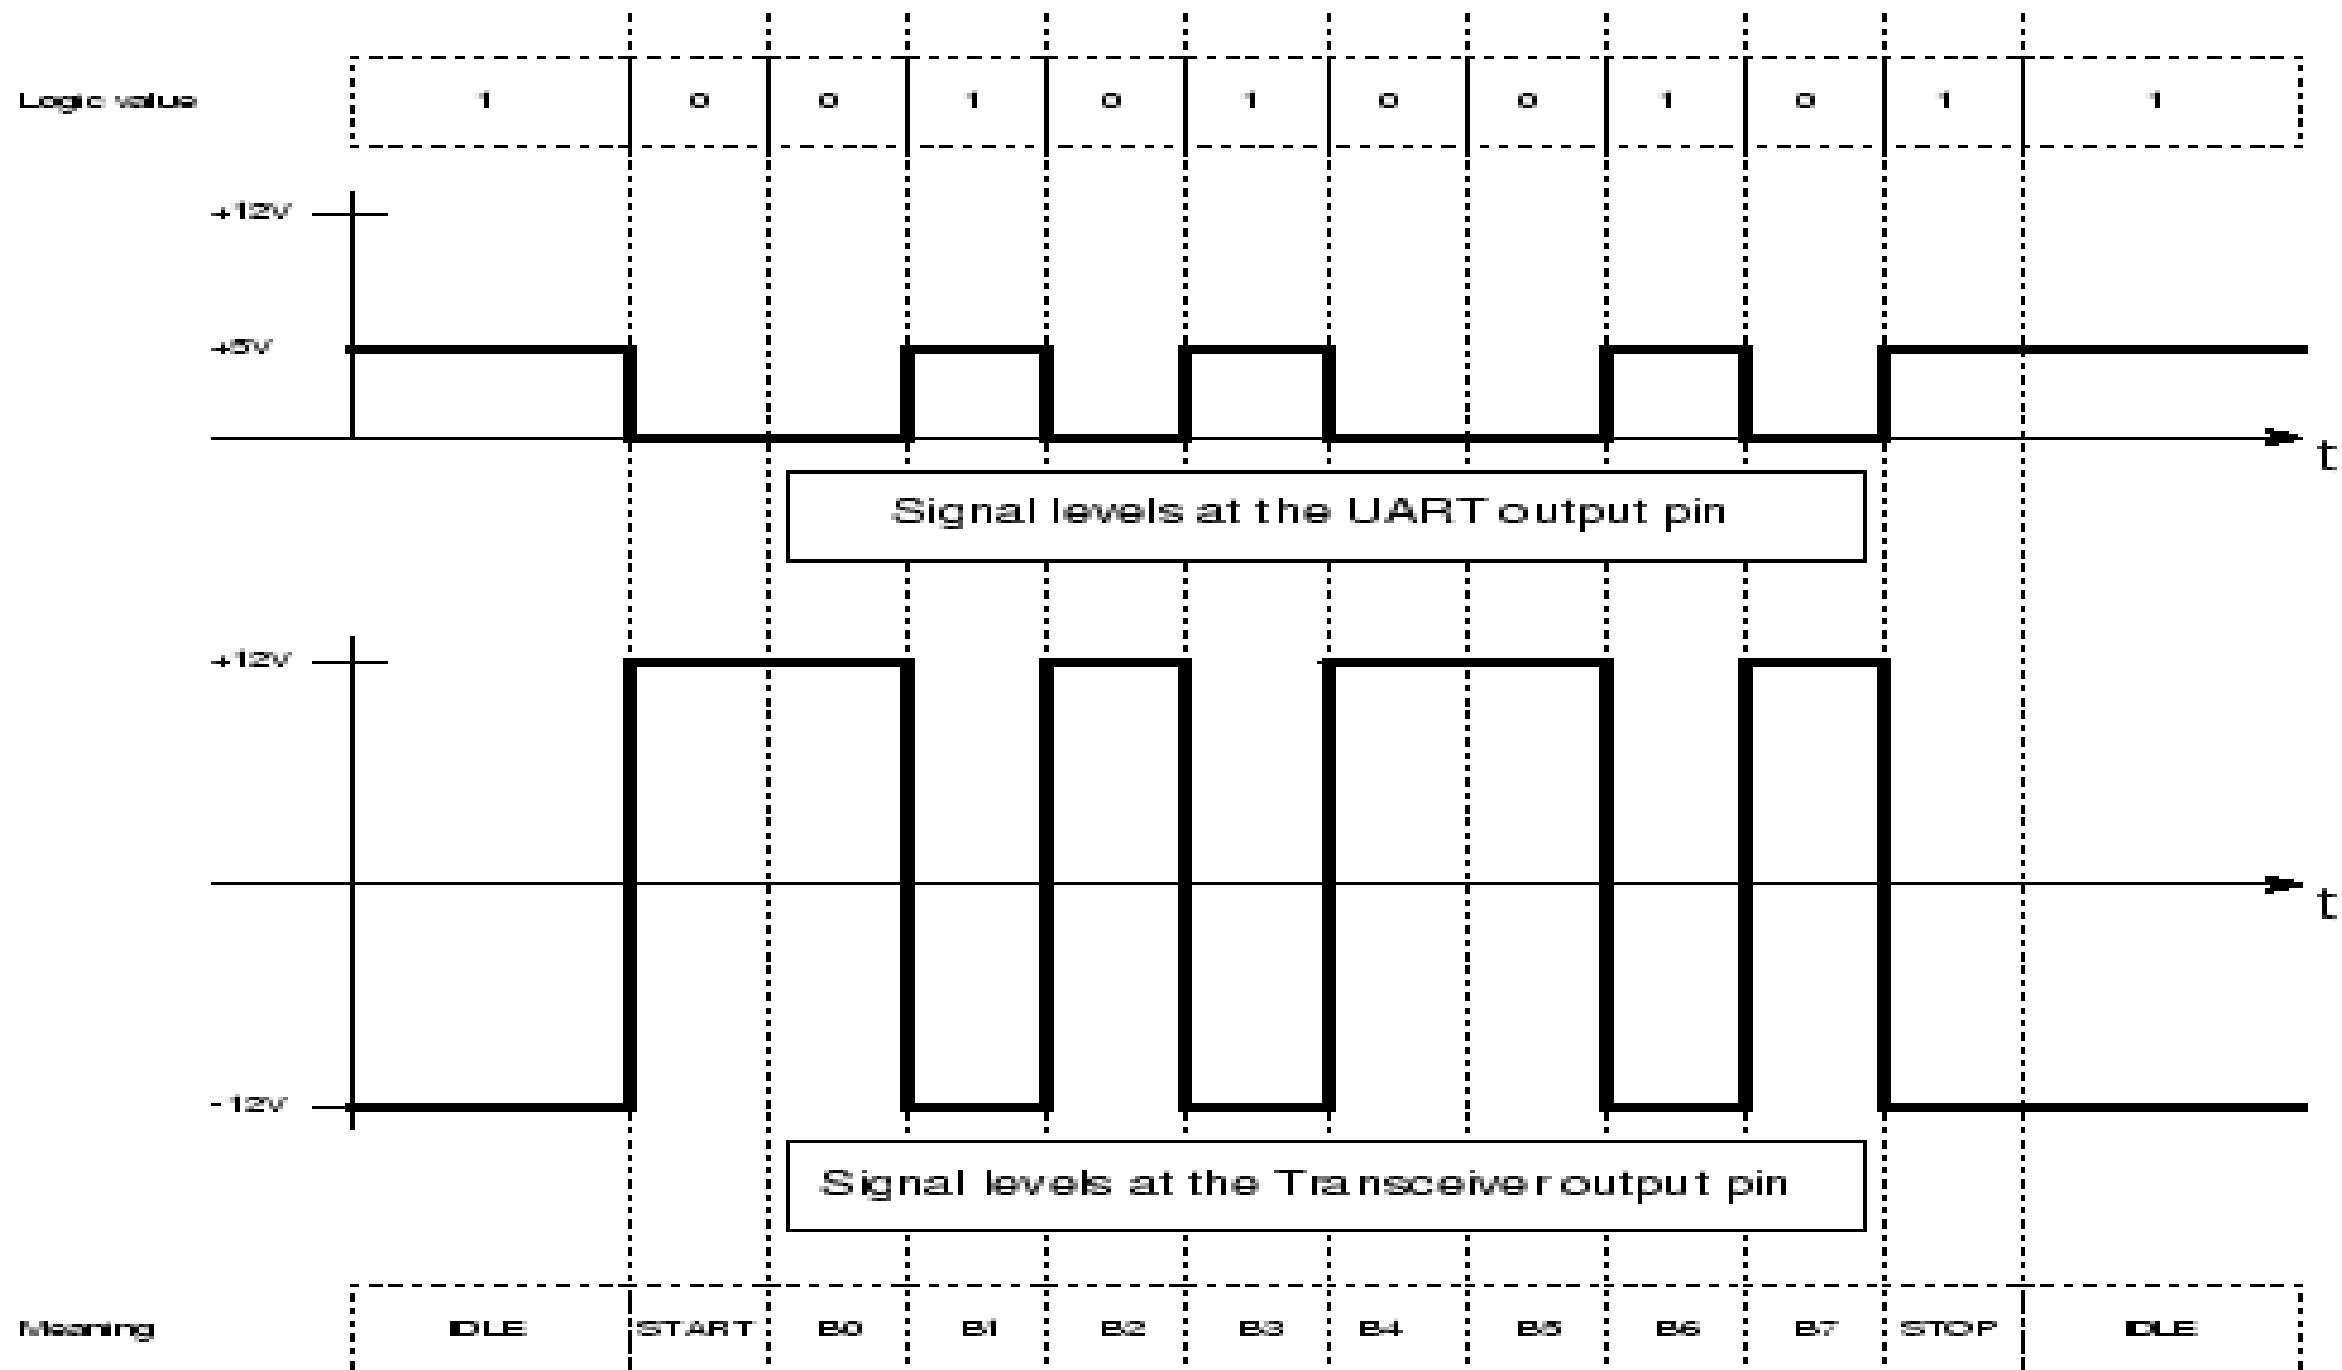 Logic value 1 0 0 1 0 1 0 0 1 0 1 1
+12V
+5V
t
Signal levels at the UART output pin
+12V
t
-12V
Signal levels at the Transceiver output pin
Meaning IDLE START B0 B1 B2 B3 B4 B5 B6 B7 STOP IDLE